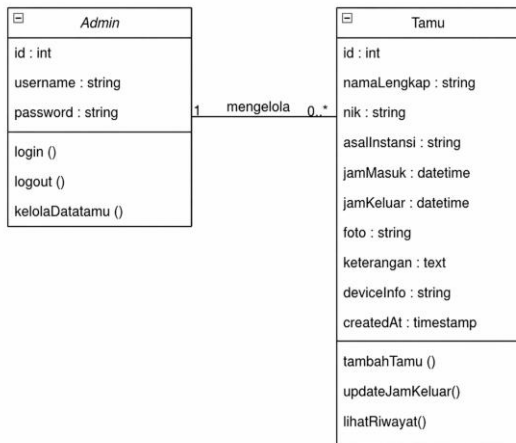 Admin
id : int
username : string
password : string
login ()
logout ()
kelolaDatatamu ()
1 mengelola 0..*
Tamu
id : int
namaLengkap : string
nik : string
asalInstansi : string
jamMasuk : datetime
jamKeluar : datetime
foto : string
keterangan : text
deviceInfo : string
createdAt : timestamp
tambahTamu ()
updateJamKeluar()
lihatRiwayat()